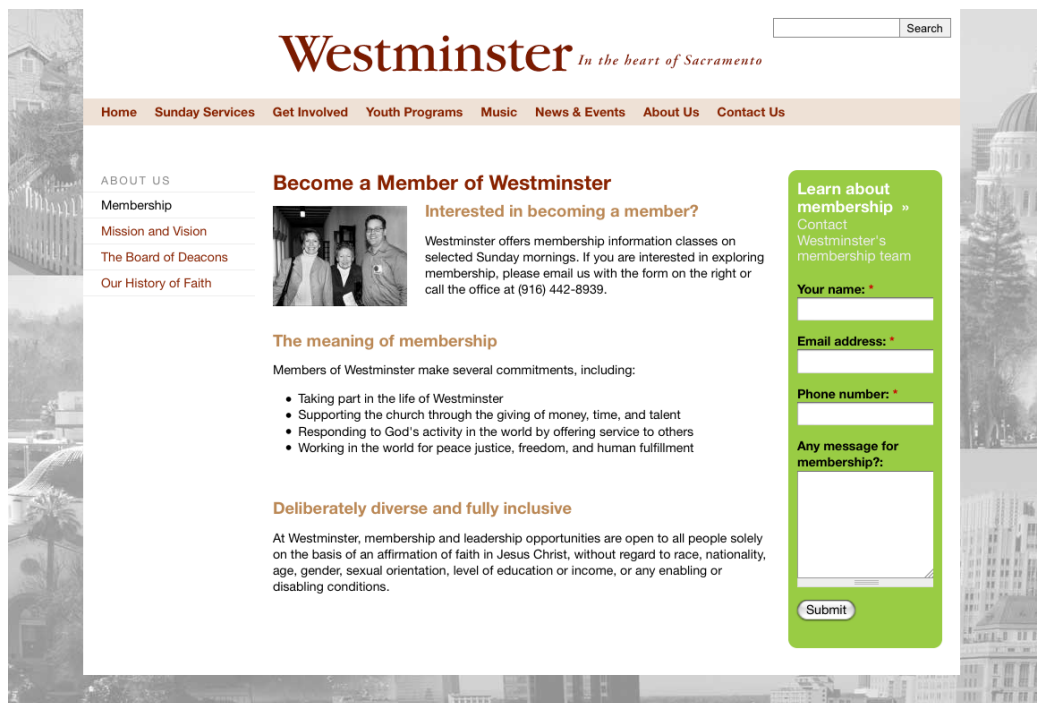 Search
Westminster In the heart of Sacramento
Home Sunday Services Get Involved Youth Programs Music News & Events About Us Contact Us
ABOUT US
Membership
Mission and Vision
The Board of Deacons
Our History of Faith
Become a Member of Westminster
Interested in becoming a member?
Westminster offers membership information classes on
selected Sunday mornings. If you are interested in exploring
membership, please email us with the form on the right or
call the office at (916) 442-8939.
The meaning of membership
Members of Westminster make several commitments, including:
• Taking part in the life of Westminster
• Supporting the church through the giving of money, time, and talent
• Responding to God's activity in the world by offering service to others
• Working in the world for peace justice, freedom, and human fulfillment
Deliberately diverse and fully inclusive
At Westminster, membership and leadership opportunities are open to all people solely
on the basis of an affirmation of faith in Jesus Christ, without regard to race, nationality,
age, gender, sexual orientation, level of education or income, or any enabling or
disabling conditions.
Learn about
membership »
Contact
Westminster's
membership team
Your name: *
Email address: *
Phone number: *
Any message for
membership?:
Submit